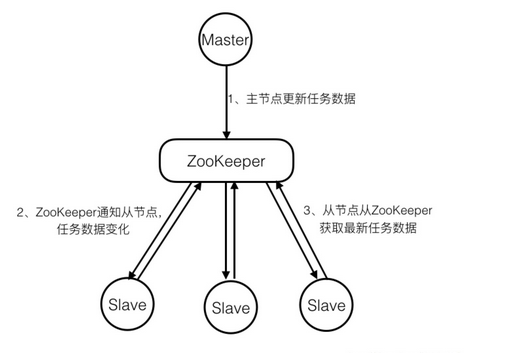 Master
1、主节点更新任务数据
ZooKeeper
2、ZooKeeper通知从节点，
任务数据变化
3、从节点从ZooKeeper
获取最新任务数据
Slave
Slave
Slave